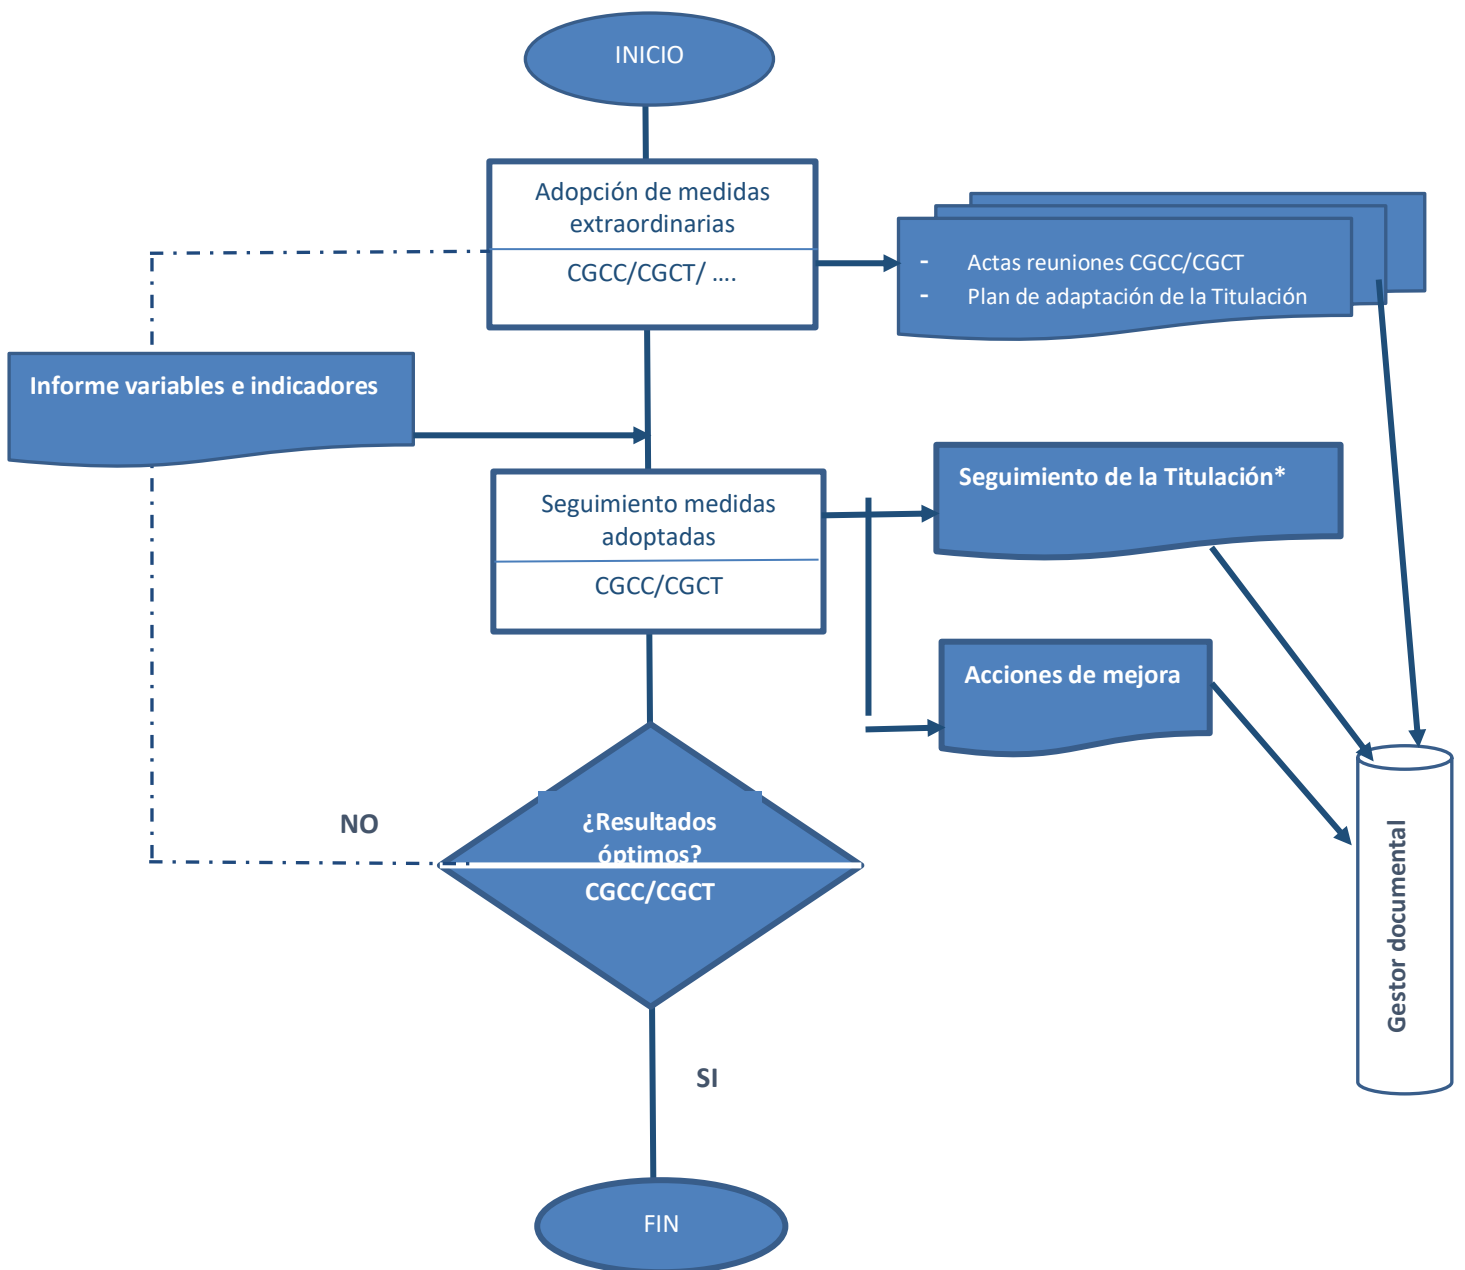 INICIO
Adopción de medidas
extraordinarias
CGCC/CGCT/ ....
- Actas reuniones CGCC/CGCT
- Plan de adaptación de la Titulación
Informe variables e indicadores
Seguimiento medidas
adoptadas
CGCC/CGCT
Seguimiento de la Titulación*
Acciones de mejora
NO
¿Resultados
óptimos?
CGCC/CGCT
Gestor documental
SI
FIN